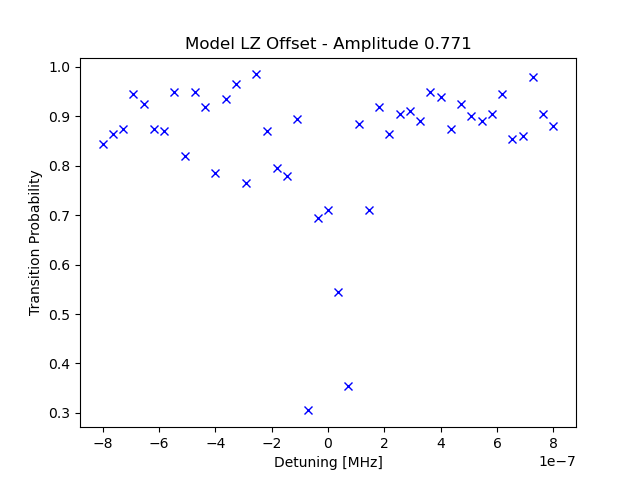 Model LZ Offset - Amplitude 0.771
Transition Probability
1.0
0.9
0.8
0.7
0.6
0.5
0.4
0.3
−8 −6 −4 −2 0 2 4 6 8
1e−7
Detuning [MHz]